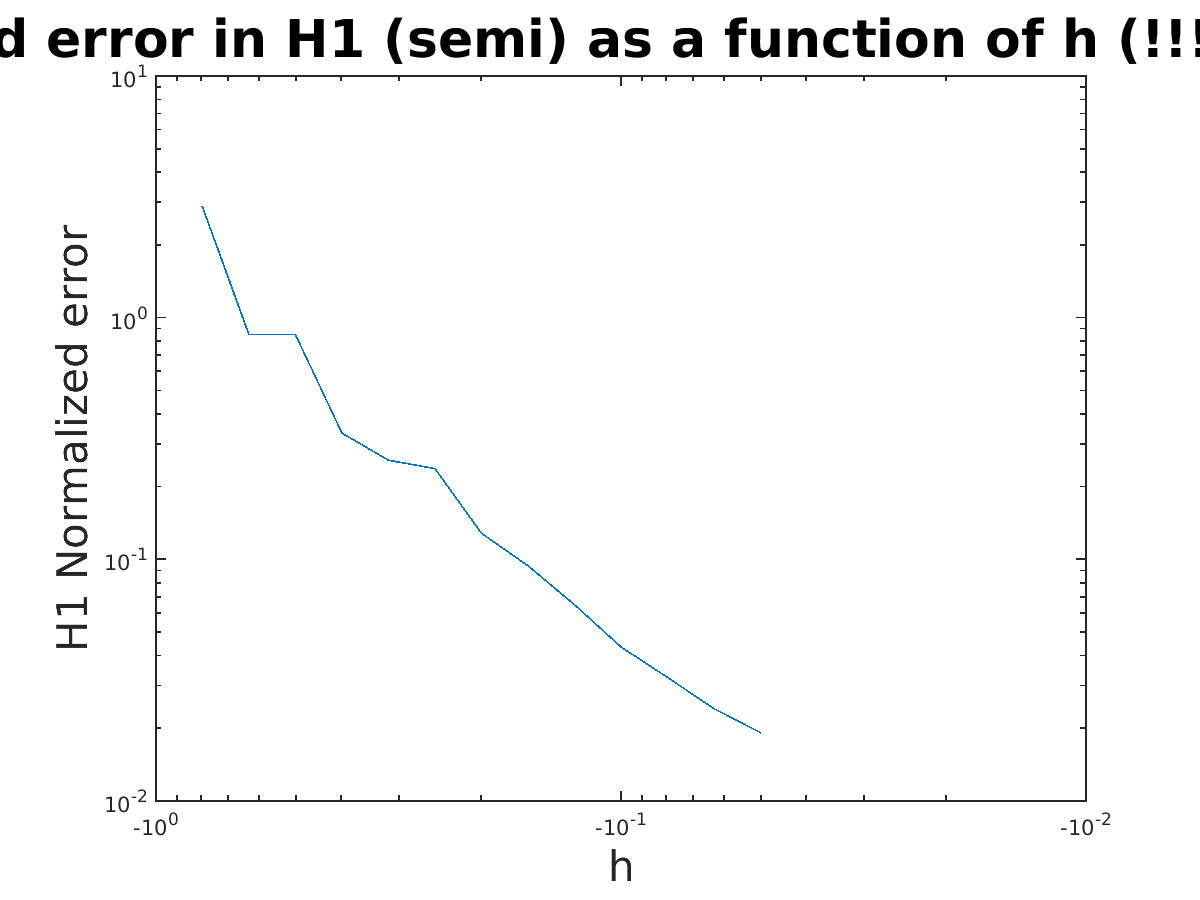 d error in H1 (semi) as a function of h (!!!
10^1
10^0
10^-1
10^-2
H1 Normalized error
-10^0 -10^-1 -10^-2
h